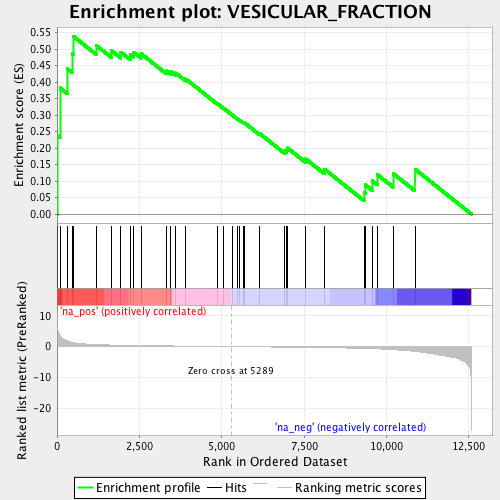 Enrichment plot: VESICULAR_FRACTION
Enrichment score (ES)
0.55
0.50
0.45
0.40
0.35
0.30
0.25
0.20
0.15
0.10
0.05
0.00
'na_pos' (positively correlated)
Ranked list metric (PreRanked)
10
0
-10
-20
Zero cross at 5289
'na_neg' (negatively correlated)
0 2,500 5,000 7,500 10,000 12,500
Rank in Ordered Dataset
Enrichment profile Hits Ranking metric scores